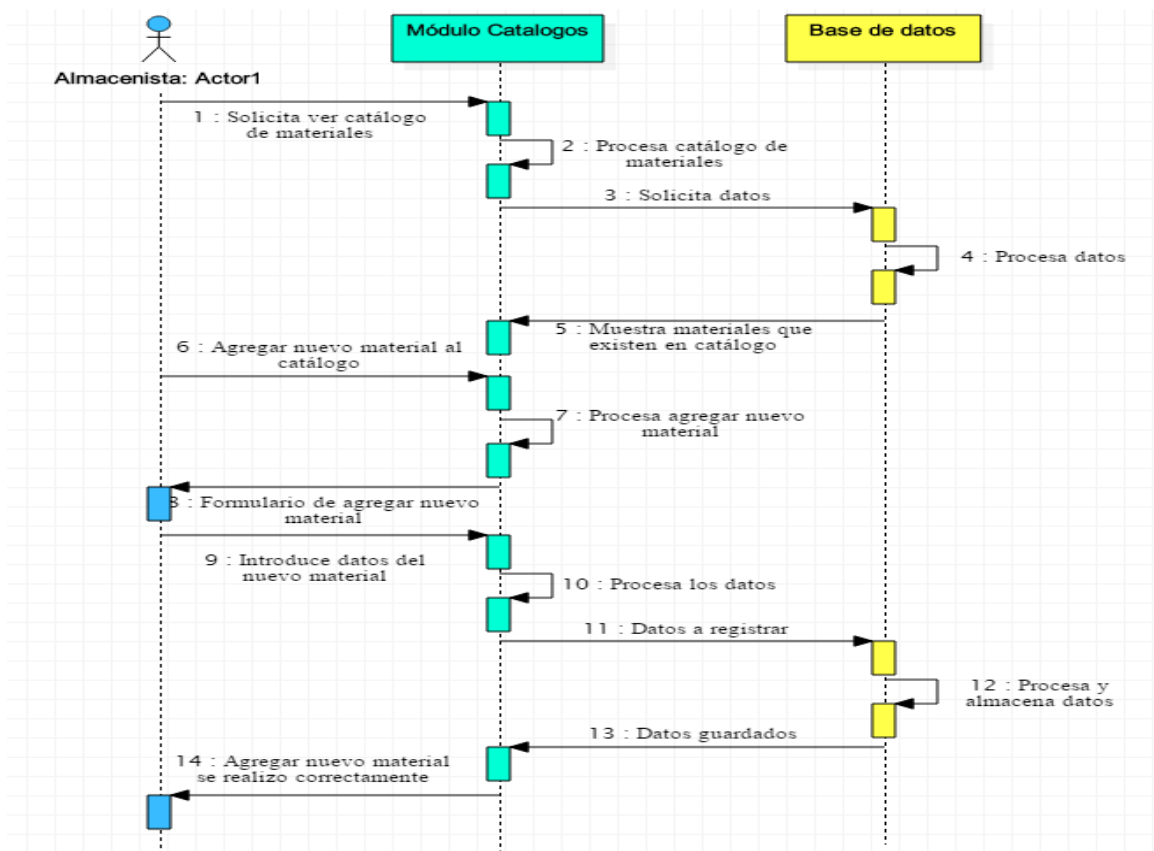 Módulo Catalogos
Base de datos
Almacenista: Actor1
1 : Solicita ver catálogo
de materiales
2 : Procesa catálogo de
materiales
3 : Solicita datos
4 : Procesa datos
5 : Muestra materiales que
existen en catálogo
6 : Agregar nuevo material al
catálogo
7 : Procesa agregar nuevo
material
8 : Formulario de agregar nuevo
material
9 : Introduce datos del
nuevo material
10 : Procesa los datos
11 : Datos a registrar
12 : Procesa y
almacena datos
13 : Datos guardados
14 : Agregar nuevo material
se realizo correctamente